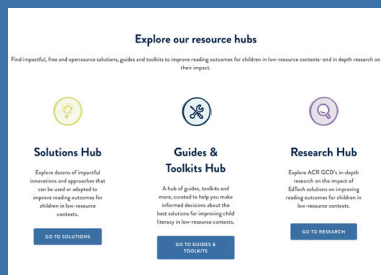 Explore our resource hubs
Find impactful, free and opensource solutions, guides and toolkits to improve reading outcomes for children in low-resource contexts–and in depth research on
their impact.
Solutions Hub
Explore dozens of impactful
innovations and approaches that
can be used or adapted to
improve reading outcomes for
children in low-resource
contexts.
GO TO SOLUTIONS
Guides &
Toolkits Hub
A hub of guides, toolkits and
more, curated to help you make
informed decisions about the
best solutions for improving child
literacy in low-resource contexts.
GO TO GUIDES &
TOOLKITS
Research Hub
Explore ACR GCD's in-depth
research on the impact of
EdTech solutions on improving
reading outcomes for children in
low-resource contexts.
GO TO RESEARCH